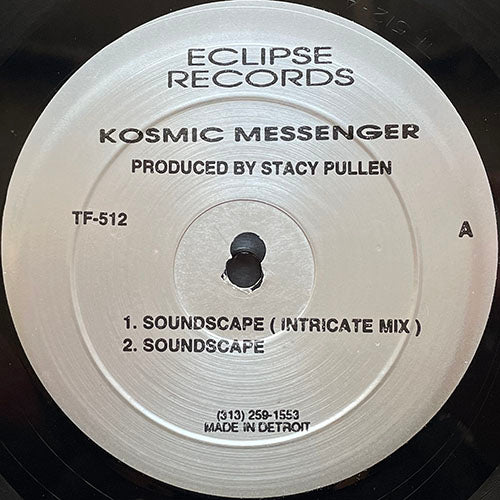 ECLIPSE
RECORDS
KOSMIC MESSENGER
PRODUCED BY STACY PULLEN
TF-512
A
1. SOUNDSCAPE ( INTRICATE MIX )
2. SOUNDSCAPE
(313) 259-1553
MADE IN DETROIT